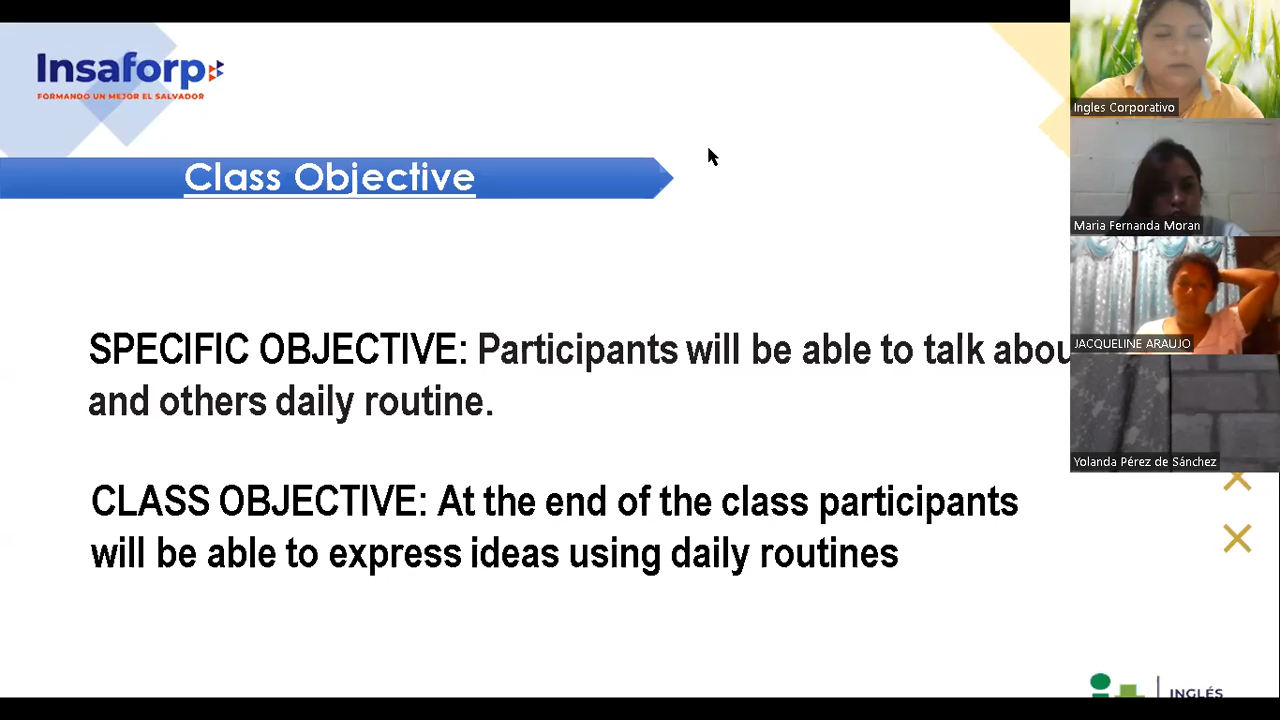 Insaforp
FORMANDO UN MEJOR EL SALVADOR
Class Objective
SPECIFIC OBJECTIVE: Participants will be able to talk
and others daily routine.
CLASS OBJECTIVE: At the end of the class participants
will be able to express ideas using daily routines
Ingles Corporativo
Maria Fernanda Moran
JACQUELINE ARAUJO
Yolanda Pérez de Sánchez
INGLÉS